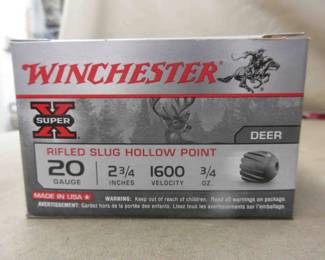 WINCHESTER
SUPER X
DEER
RIFLED SLUG HOLLOW POINT
20 GAUGE 2 3/4 INCHES 1600 VELOCITY 3/4 OZ.
MADE IN USA ★ WARNING: Keep out of reach of children. Read all warnings on package.
AVERTISSEMENT: Gardez hors de la portée des enfants. Lisez tous les avertissements sur l'emballage.